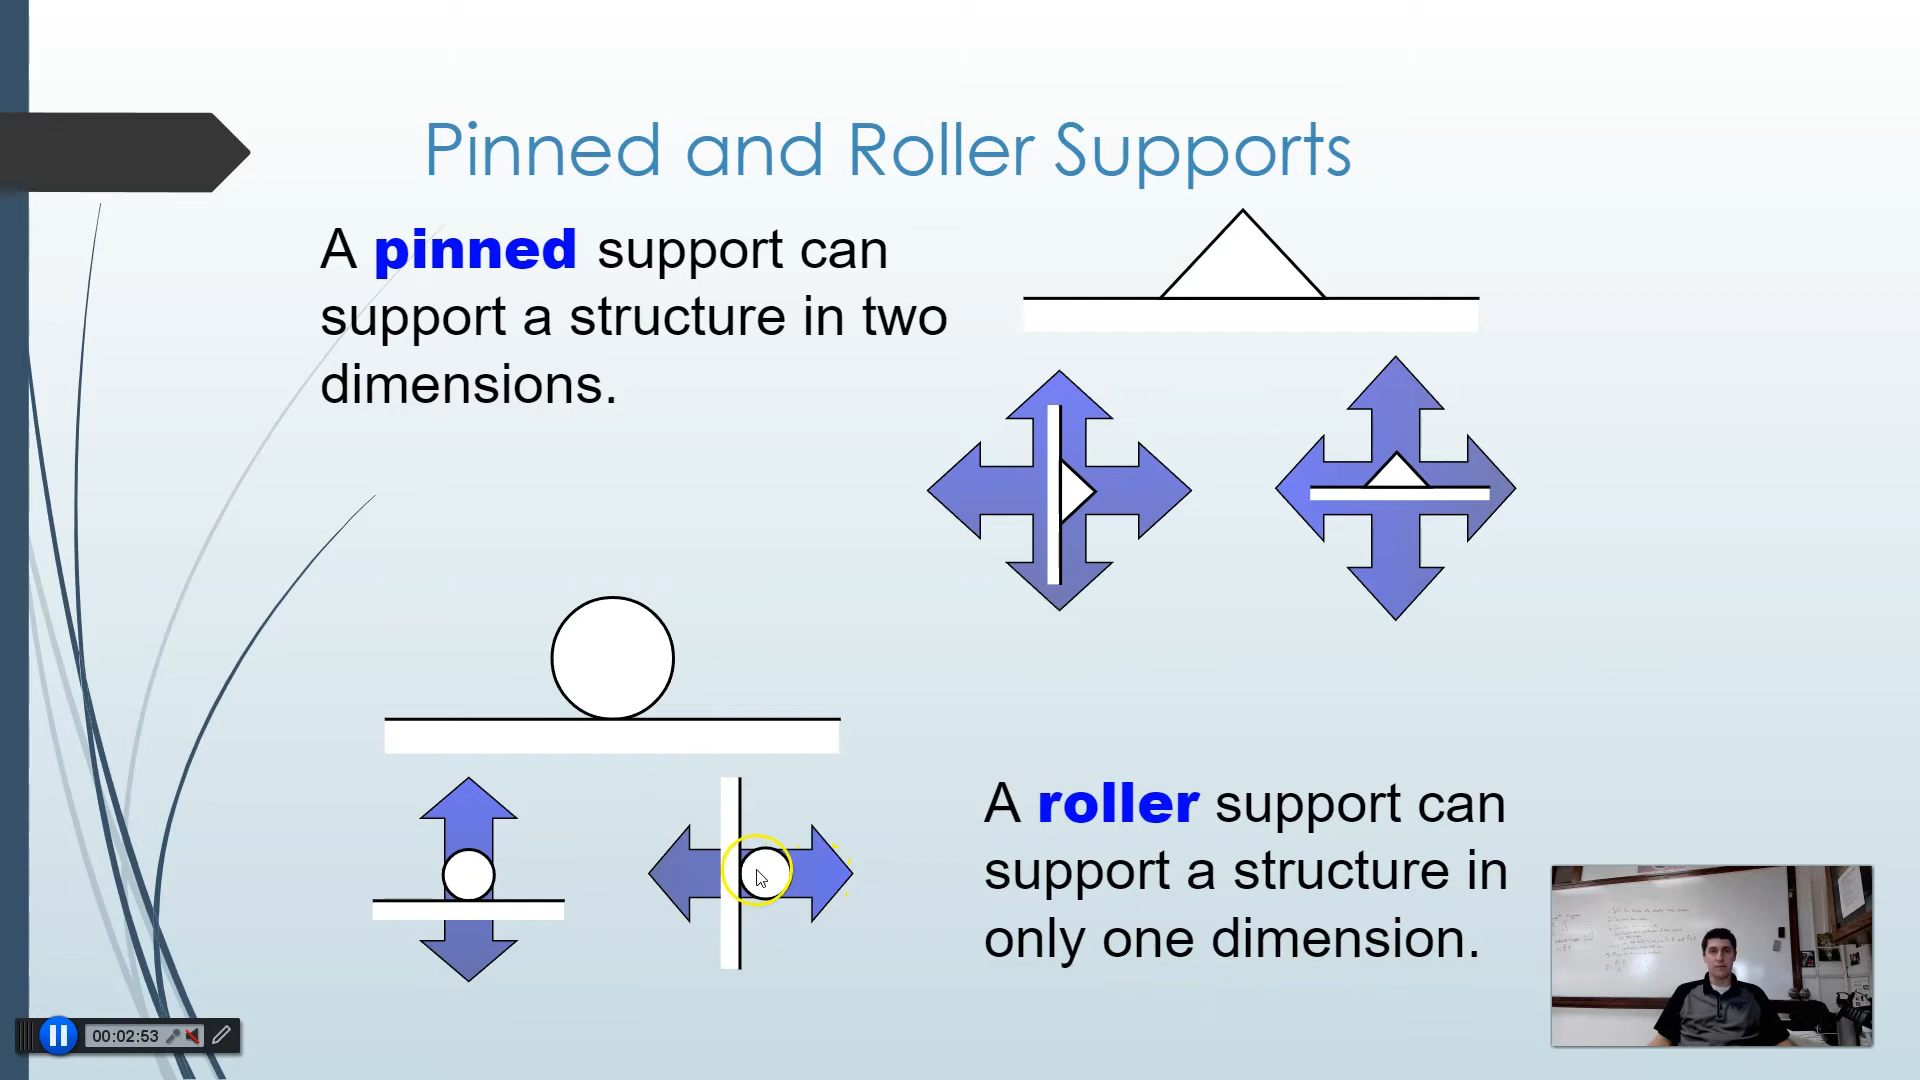 Pinned and Roller Supports
A pinned support can
support a structure in two
dimensions.
A roller support can
support a structure in
only one dimension.
00:02:53